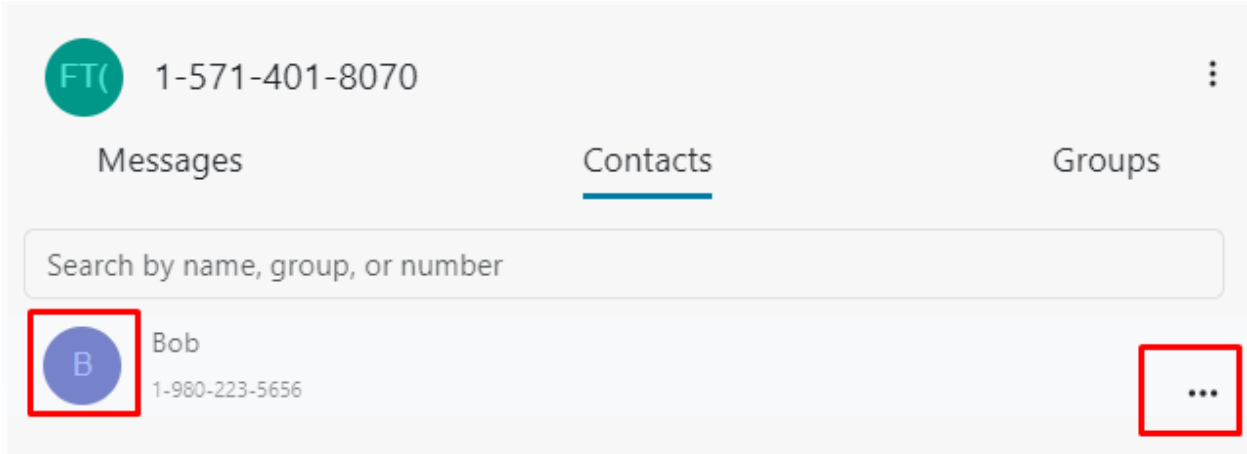 FT( 1-571-401-8070
Messages Contacts Groups
Search by name, group, or number
B
Bob
1-980-223-5656